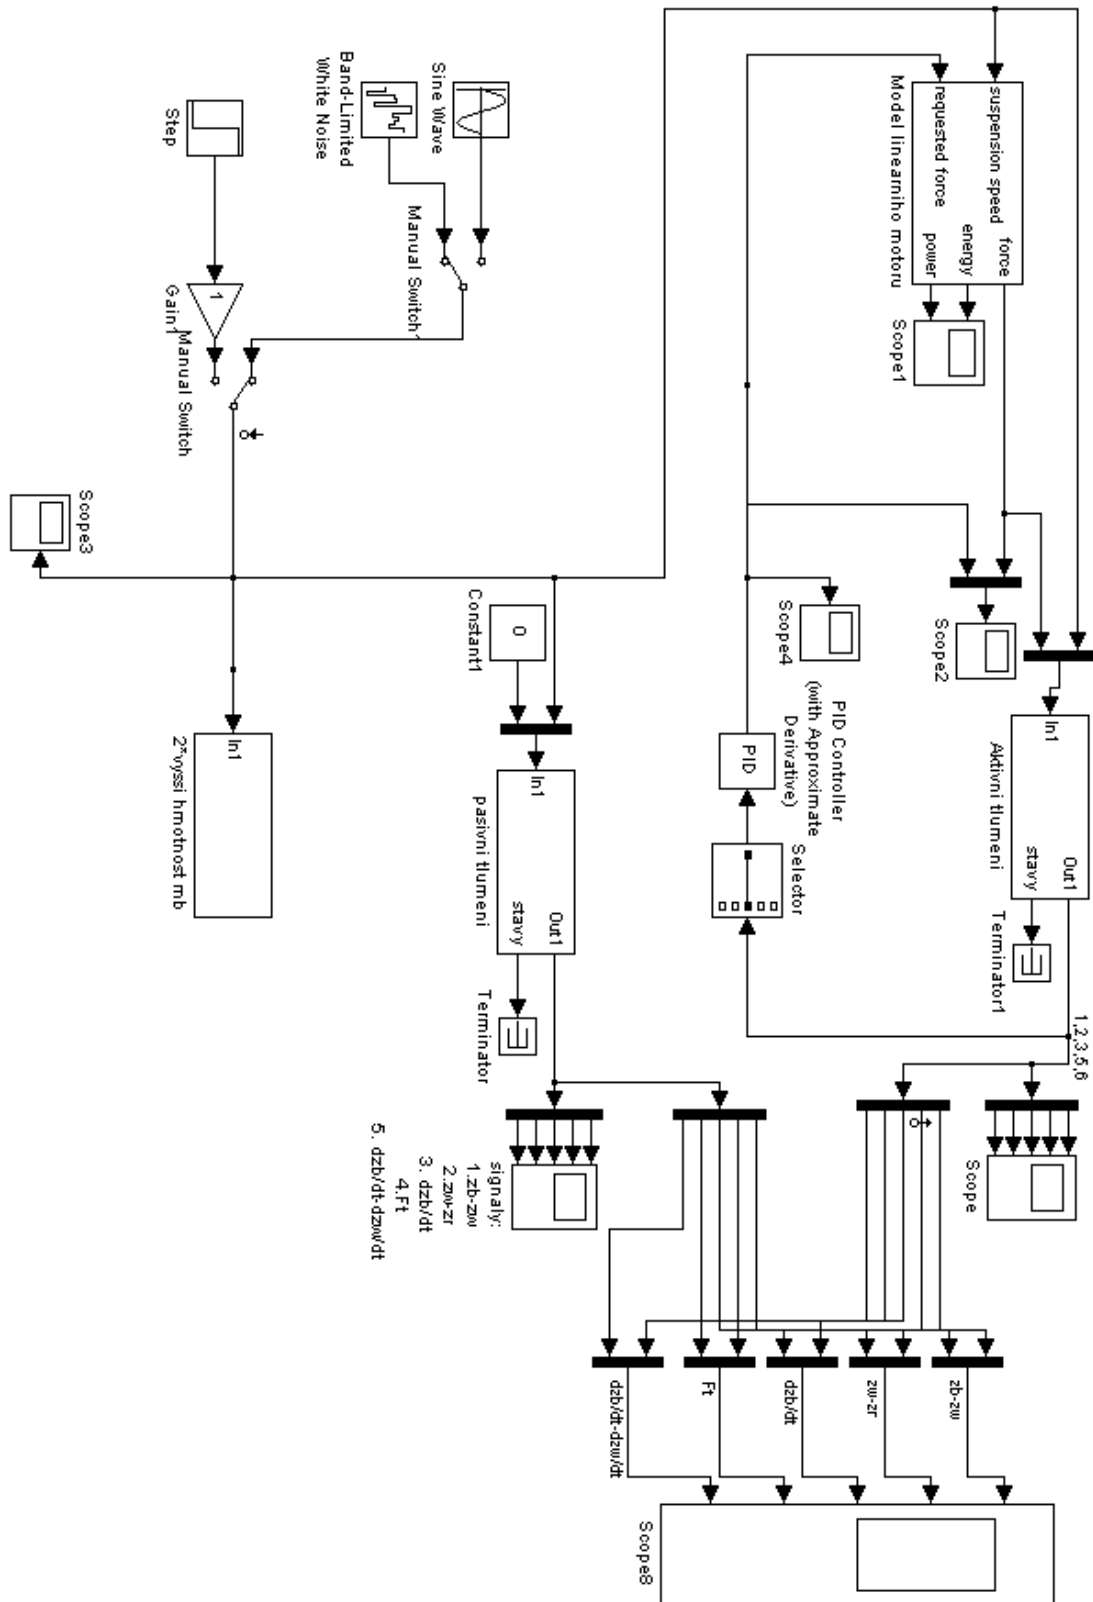 suspension speed
requested force
force
energy
power
Model linearniho motoru
Scope1
Sine Wave
Band-Limited
White Noise
Manual Switch1
Step
1
Gain1
Manual Switch
Scope3
Scope2
Scope4
In1
Out1
stavy
Aktivni tlumeni
Terminator1
PID Controller
(with Approximate
Derivative)
PID
Selector
0
Constant1
In1
Out1
stavy
pasivni tlumeni
Terminator
In1
2*vyssi hmotnost mb
1,2,3,5,6
Scope
signaly:
1.zb-zw
2.zw-zr
3. dzb/dt
4.Ft
5. dzb/dt-dzw/dt
zb-zw
zw-zr
dzb/dt
Ft
dzb/dt-dzw/dt
Scope8